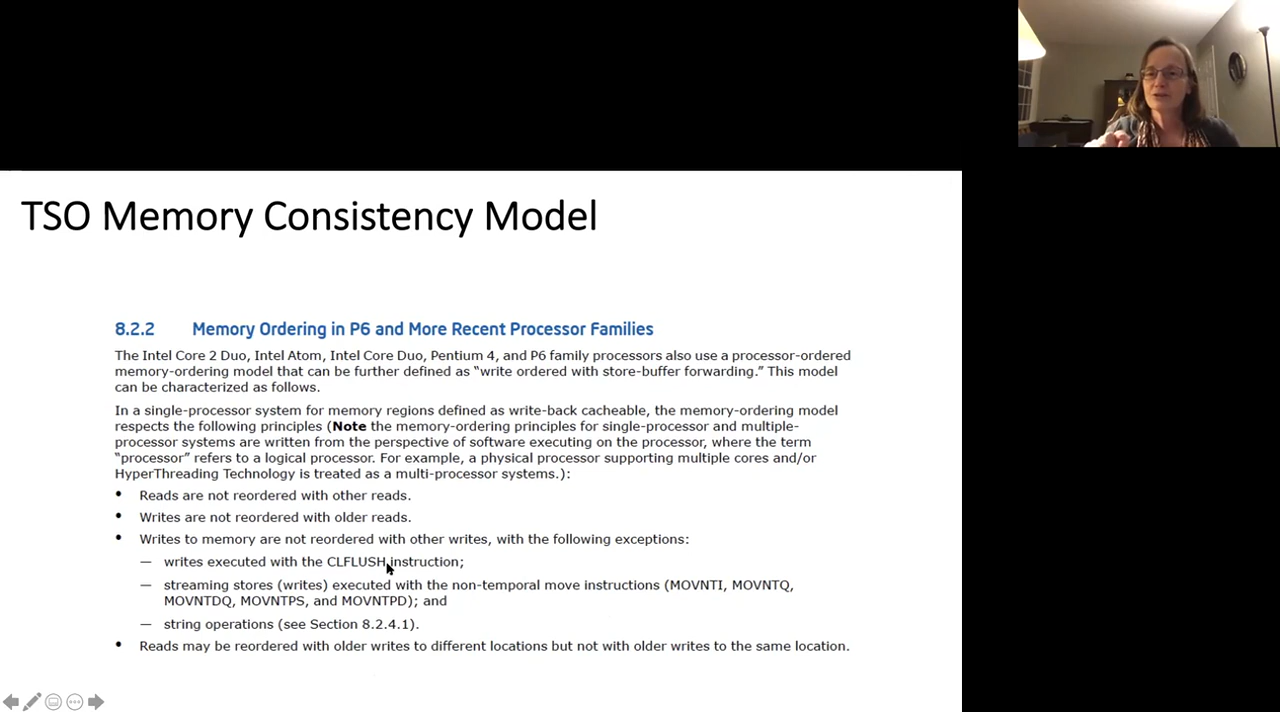 TSO Memory Consistency Model
8.2.2 Memory Ordering in P6 and More Recent Processor Families
The Intel Core 2 Duo, Intel Atom, Intel Core Duo, Pentium 4, and P6 family processors also use a processor-ordered
memory-ordering model that can be further defined as “write ordered with store-buffer forwarding.” This model
can be characterized as follows.
In a single-processor system for memory regions defined as write-back cacheable, the memory-ordering model
respects the following principles (Note the memory-ordering principles for single-processor and multiple-
processor systems are written from the perspective of software executing on the processor, where the term
“processor” refers to a logical processor. For example, a physical processor supporting multiple cores and/or
HyperThreading Technology is treated as a multi-processor systems.):
• Reads are not reordered with other reads.
• Writes are not reordered with older reads.
• Writes to memory are not reordered with other writes, with the following exceptions:
— writes executed with the CLFLUSH instruction;
— streaming stores (writes) executed with the non-temporal move instructions (MOVNTI, MOVNTQ,
MOVNTDQ, MOVNTPS, and MOVNTPD); and
— string operations (see Section 8.2.4.1).
• Reads may be reordered with older writes to different locations but not with older writes to the same location.